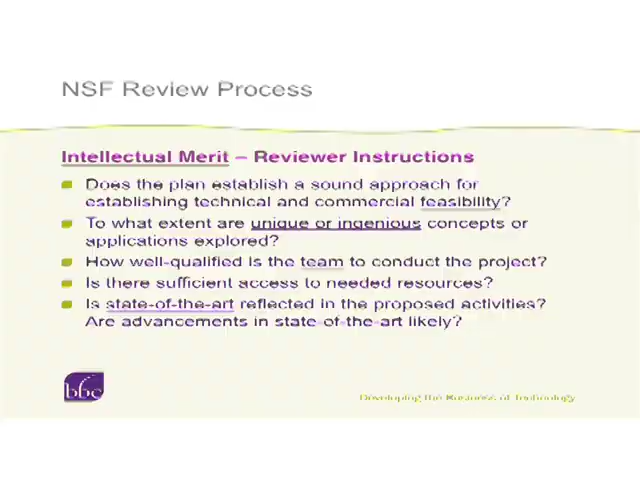 NSF Review Process
Intellectual Merit – Reviewer Instructions
Does the plan establish a sound approach for
establishing technical and commercial feasibility?
To what extent are unique or ingenious concepts or
applications explored?
How well-qualified is the team to conduct the project?
Is there sufficient access to needed resources?
Is state-of-the-art reflected in the proposed activities?
Are advancements in state-of-the-art likely?
bbc
Developing the Business of Technology